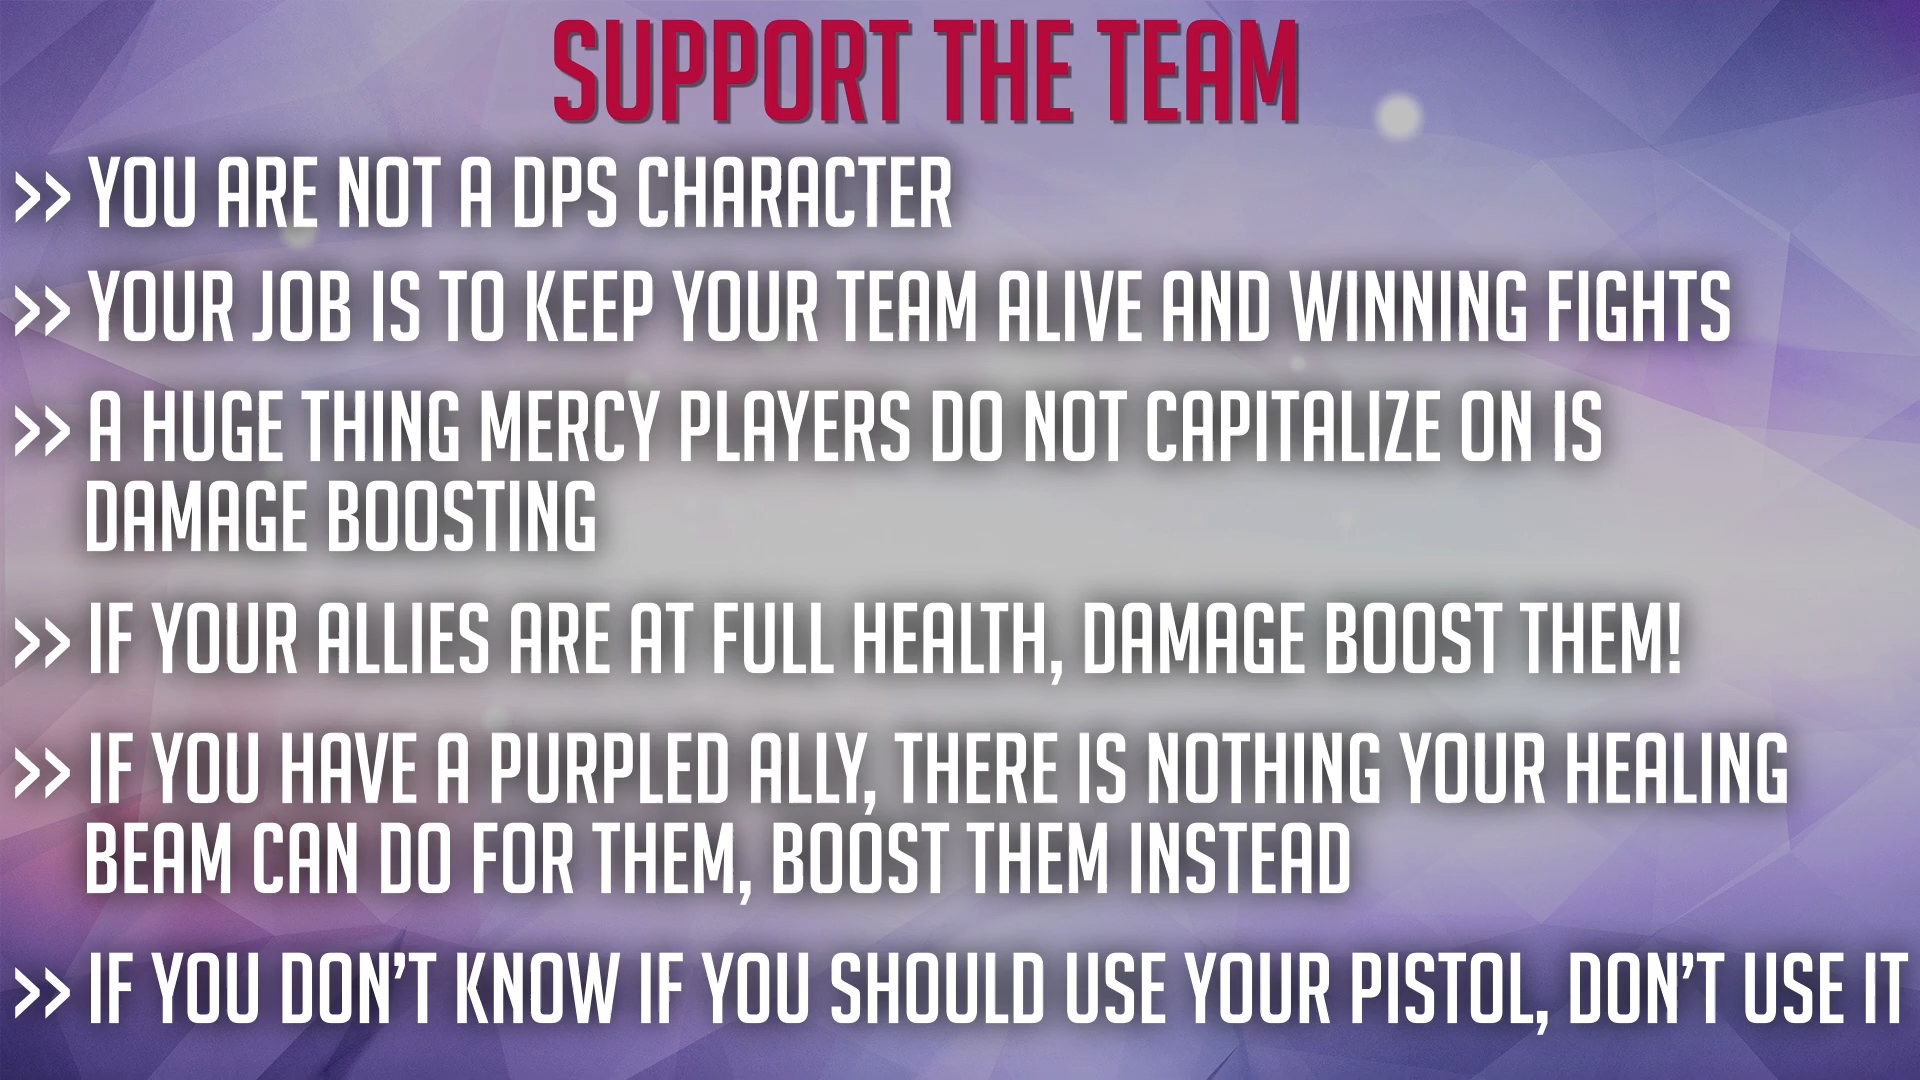 SUPPORT THE TEAM
>> YOU ARE NOT A DPS CHARACTER
>> YOUR JOB IS TO KEEP YOUR TEAM ALIVE AND WINNING FIGHTS
>> A HUGE THING MERCY PLAYERS DO NOT CAPITALIZE ON IS
DAMAGE BOOSTING
>> IF YOUR ALLIES ARE AT FULL HEALTH, DAMAGE BOOST THEM!
>> IF YOU HAVE A PURPLED ALLY, THERE IS NOTHING YOUR HEALING
BEAM CAN DO FOR THEM, BOOST THEM INSTEAD
>> IF YOU DON'T KNOW IF YOU SHOULD USE YOUR PISTOL, DON'T USE IT